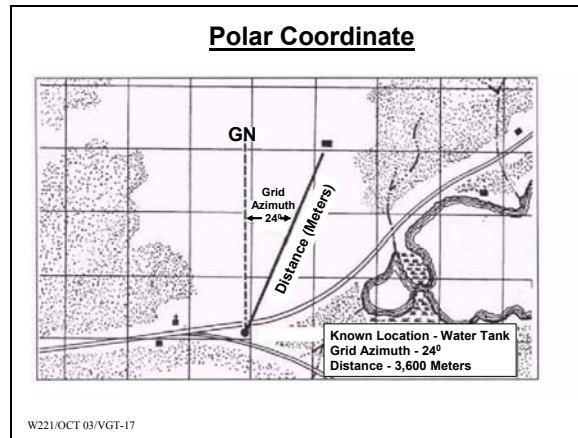 Polar Coordinate
GN
Grid
Azimuth
24⁰
Distance (Meters)
Known Location - Water Tank
Grid Azimuth - 24⁰
Distance - 3,600 Meters
W221/OCT 03/VGT-17